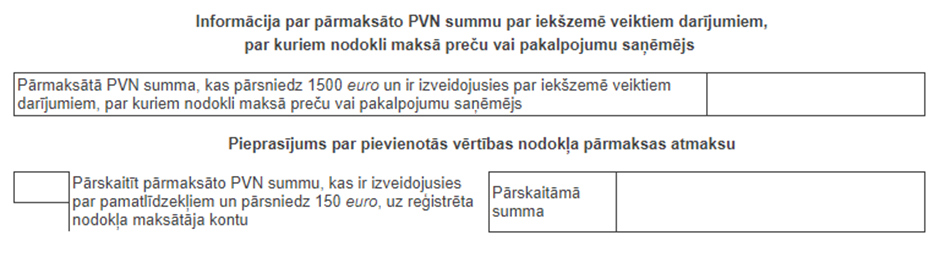 Informācija par pārmaksāto PVN summu par iekšzemē veiktiem darījumiem,
par kuriem nodokli maksā preču vai pakalpojumu saņēmējs
Pārmaksātā PVN summa, kas pārsniedz 1500 euro un ir izveidojusies par iekšzemē veiktiem
darījumiem, par kuriem nodokli maksā preču vai pakalpojumu saņēmējs
Pieprasījums par pievienotās vērtības nodokļa pārmaksas atmaksu
Pārskaitīt pārmaksāto PVN summu, kas ir izveidojusies
par pamatlīdzekļiem un pārsniedz 150 euro, uz reģistrēta
nodokļa maksātāja kontu
Pārskaitāmā
summa